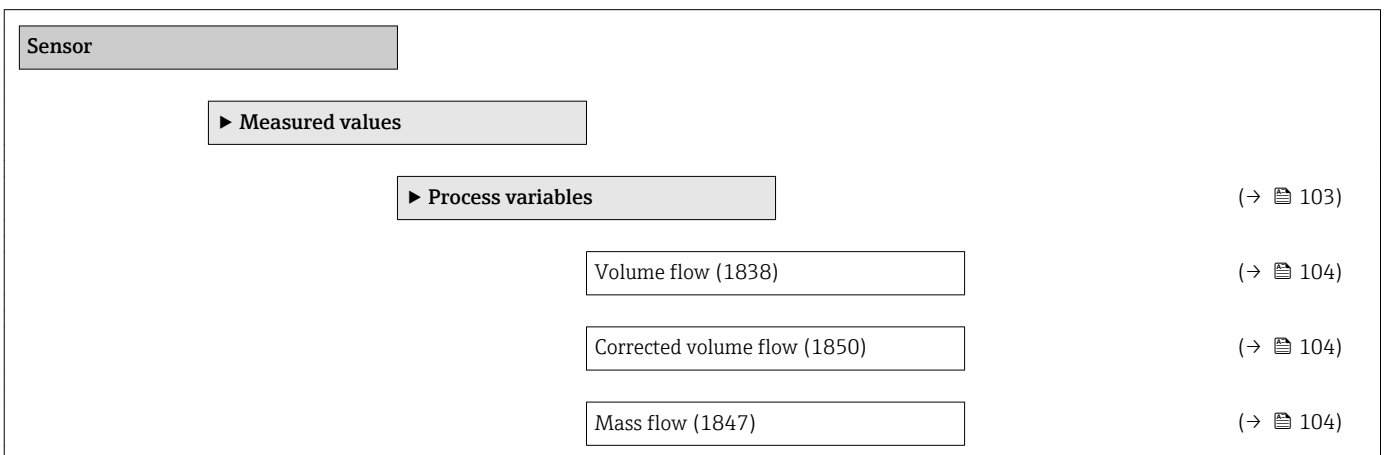 Sensor
▶ Measured values
▶ Process variables (→ 🖹 103)
Volume flow (1838) (→ 🖹 104)
Corrected volume flow (1850) (→ 🖹 104)
Mass flow (1847) (→ 🖹 104)